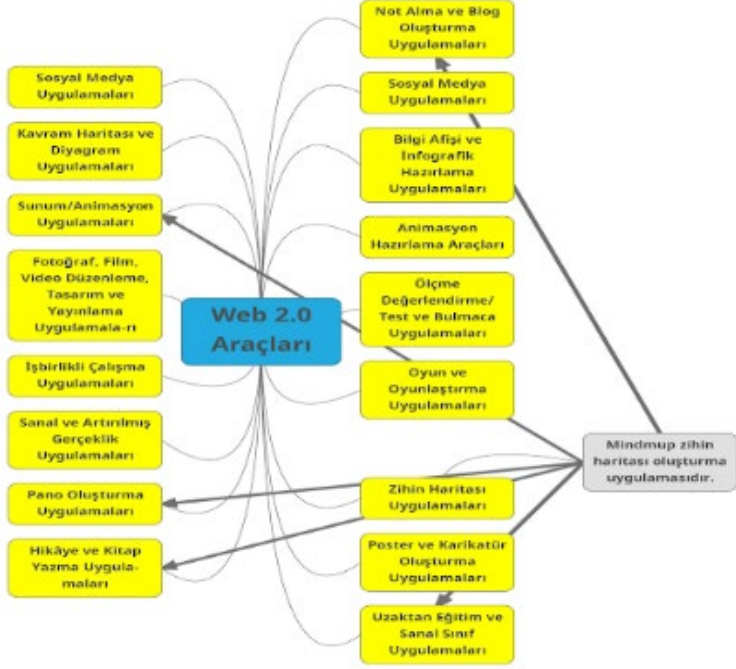 Sosyal Medya
Uygulamaları
Kavram Haritası ve
Diyagram
Uygulamaları
Sunum/Animasyon
Uygulamaları
Fotoğraf, Film,
Video Düzenleme,
Tasarım ve
Yayınlama
Uygulamala-rı
İşbirlikli Çalışma
Uygulamaları
Sanal ve Artırılmış
Gerçeklik
Uygulamaları
Pano Oluşturma
Uygulamaları
Hikâye ve Kitap
Yazma Uygula-
maları
Web 2.0
Araçları
Not Alma ve Blog
Oluşturma
Uygulamaları
Sosyal Medya
Uygulamaları
Bilgi Afişi ve
İnfografik
Hazırlama
Uygulamaları
Animasyon
Hazırlama Araçları
Ölçme
Değerlendirme/
Test ve Bulmaca
Uygulamaları
Oyun ve
Oyunlaştırma
Uygulamaları
Zihin Haritası
Uygulamaları
Poster ve Karikatür
Oluşturma
Uygulamaları
Uzaktan Eğitim ve
Sanal Sınıf
Uygulamaları
Mindmup zihin
haritası oluşturma
uygulamasıdır.